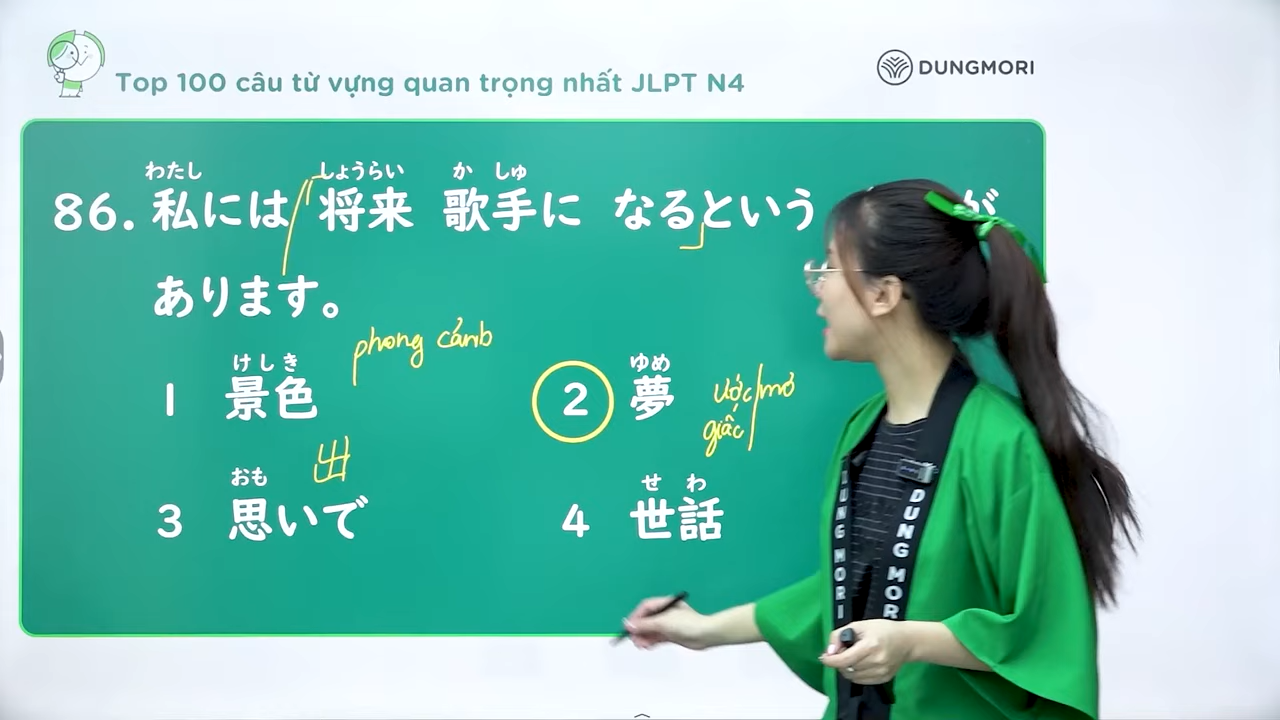 Top 100 câu từ vựng quan trọng nhất JLPT N4
DUNGMORI
わたし しょうらい か しゅ
86. 私には 将来 歌手に なるという が
あります。
phong cảnh
けしき ゆめ
1 景色 2 夢
ước/mơ
giấc
出
おも せ わ
3 思いで 4 世話
DUNG MORI
DUNG MOR